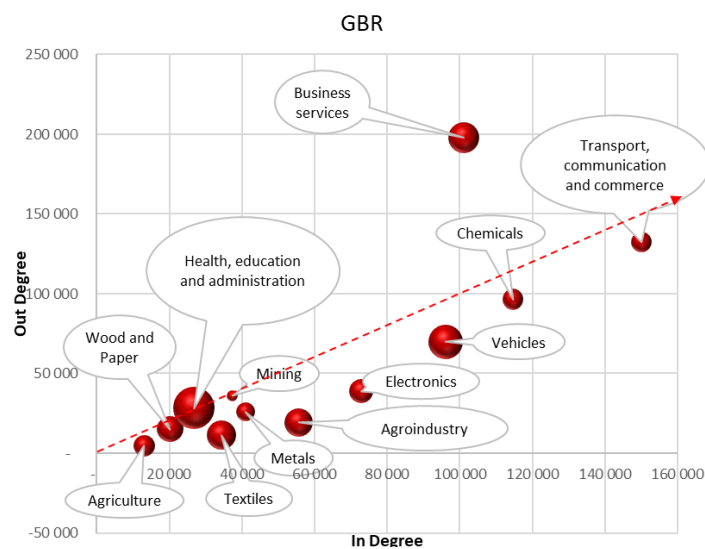 GBR
250 000
200 000
150 000
100 000
50 000
-
-50 000
Out Degree
Business
services
Transport,
communication
and commerce
Chemicals
Health, education
and administration
Wood and
Paper
Mining
Vehicles
Electronics
Agroindustry
Metals
Agriculture
Textiles
-
20 000
40 000
60 000
80 000
100 000
120 000
140 000
160 000
In Degree